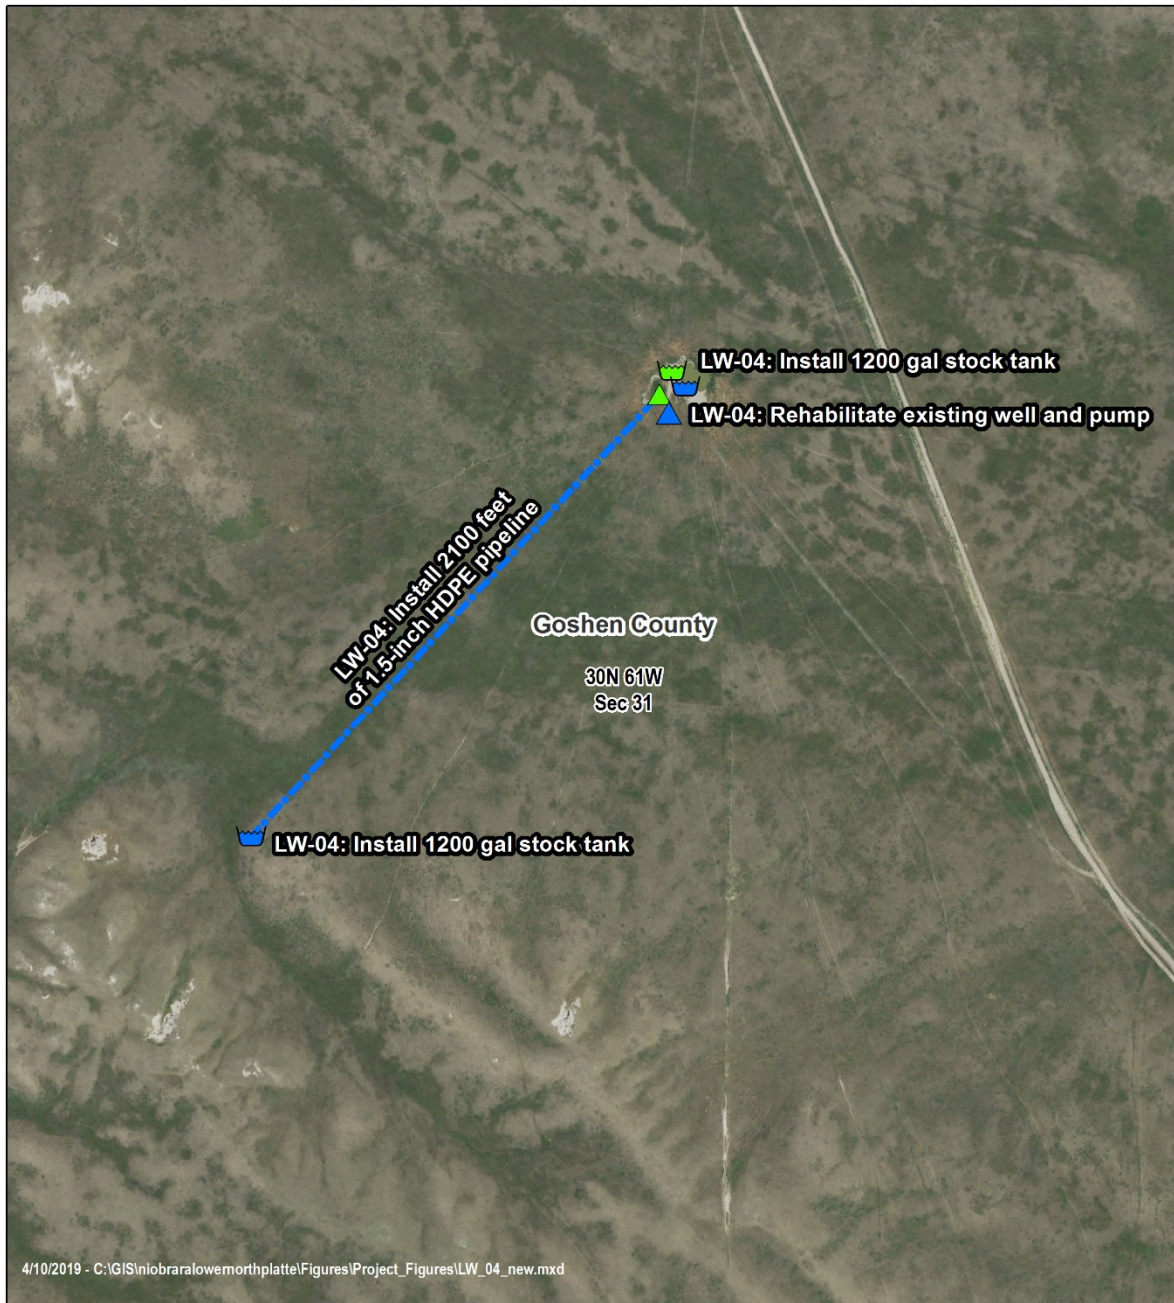 LW-04: Install 1200 gal stock tank
LW-04: Rehabilitate existing well and pump
LW-04: Install 2100 feet
of 1.5-inch HDPE pipeline
Goshen County
30N 61W
Sec 31
LW-04: Install 1200 gal stock tank
4/10/2019 - C:\GIS\niobraralowernorthplatte\Figures\Project_Figures\LW_04_new.mxd